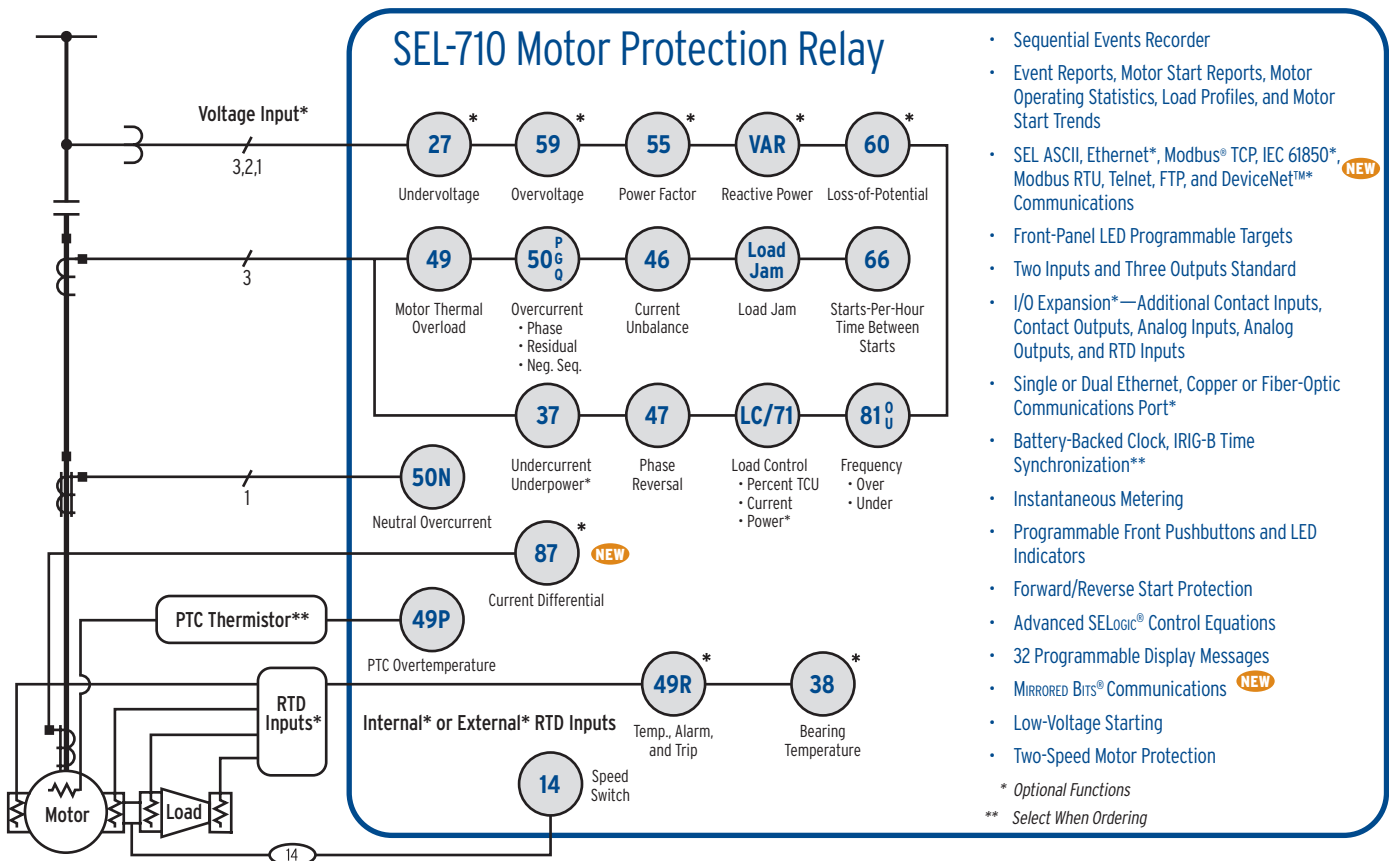 SEL-710 Motor Protection Relay
Voltage Input*
3,2,1
27
*
Undervoltage
59
*
Overvoltage
55
*
Power Factor
VAR
*
Reactive Power
60
*
Loss-of-Potential
3
49
Motor Thermal
Overload
50 P
G
Q
Overcurrent
• Phase
• Residual
• Neg. Seq.
46
Current
Unbalance
Load
Jam
Load Jam
66
Starts-Per-Hour
Time Between
Starts
37
Undercurrent
Underpower*
47
Phase
Reversal
LC/71
Load Control
• Percent TCU
• Current
• Power*
81 O
U
Frequency
• Over
• Under
1
50N
Neutral Overcurrent
87
*
NEW
Current Differential
PTC Thermistor**
49P
PTC Overtemperature
RTD
Inputs*
Internal* or External* RTD Inputs
49R
*
Temp., Alarm,
and Trip
38
*
Bearing
Temperature
14
Speed
Switch
Motor
Load
14
• Sequential Events Recorder
• Event Reports, Motor Start Reports, Motor
Operating Statistics, Load Profiles, and Motor
Start Trends
• SEL ASCII, Ethernet*, Modbus® TCP, IEC 61850*,
Modbus RTU, Telnet, FTP, and DeviceNet™*
Communications
NEW
• Front-Panel LED Programmable Targets
• Two Inputs and Three Outputs Standard
• I/O Expansion*—Additional Contact Inputs,
Contact Outputs, Analog Inputs, Analog
Outputs, and RTD Inputs
• Single or Dual Ethernet, Copper or Fiber-Optic
Communications Port*
• Battery-Backed Clock, IRIG-B Time
Synchronization**
• Instantaneous Metering
• Programmable Front Pushbuttons and LED
Indicators
• Forward/Reverse Start Protection
• Advanced SELOGIC® Control Equations
• 32 Programmable Display Messages
• MIRRORED BITS® Communications NEW
• Low-Voltage Starting
• Two-Speed Motor Protection
* Optional Functions
** Select When Ordering